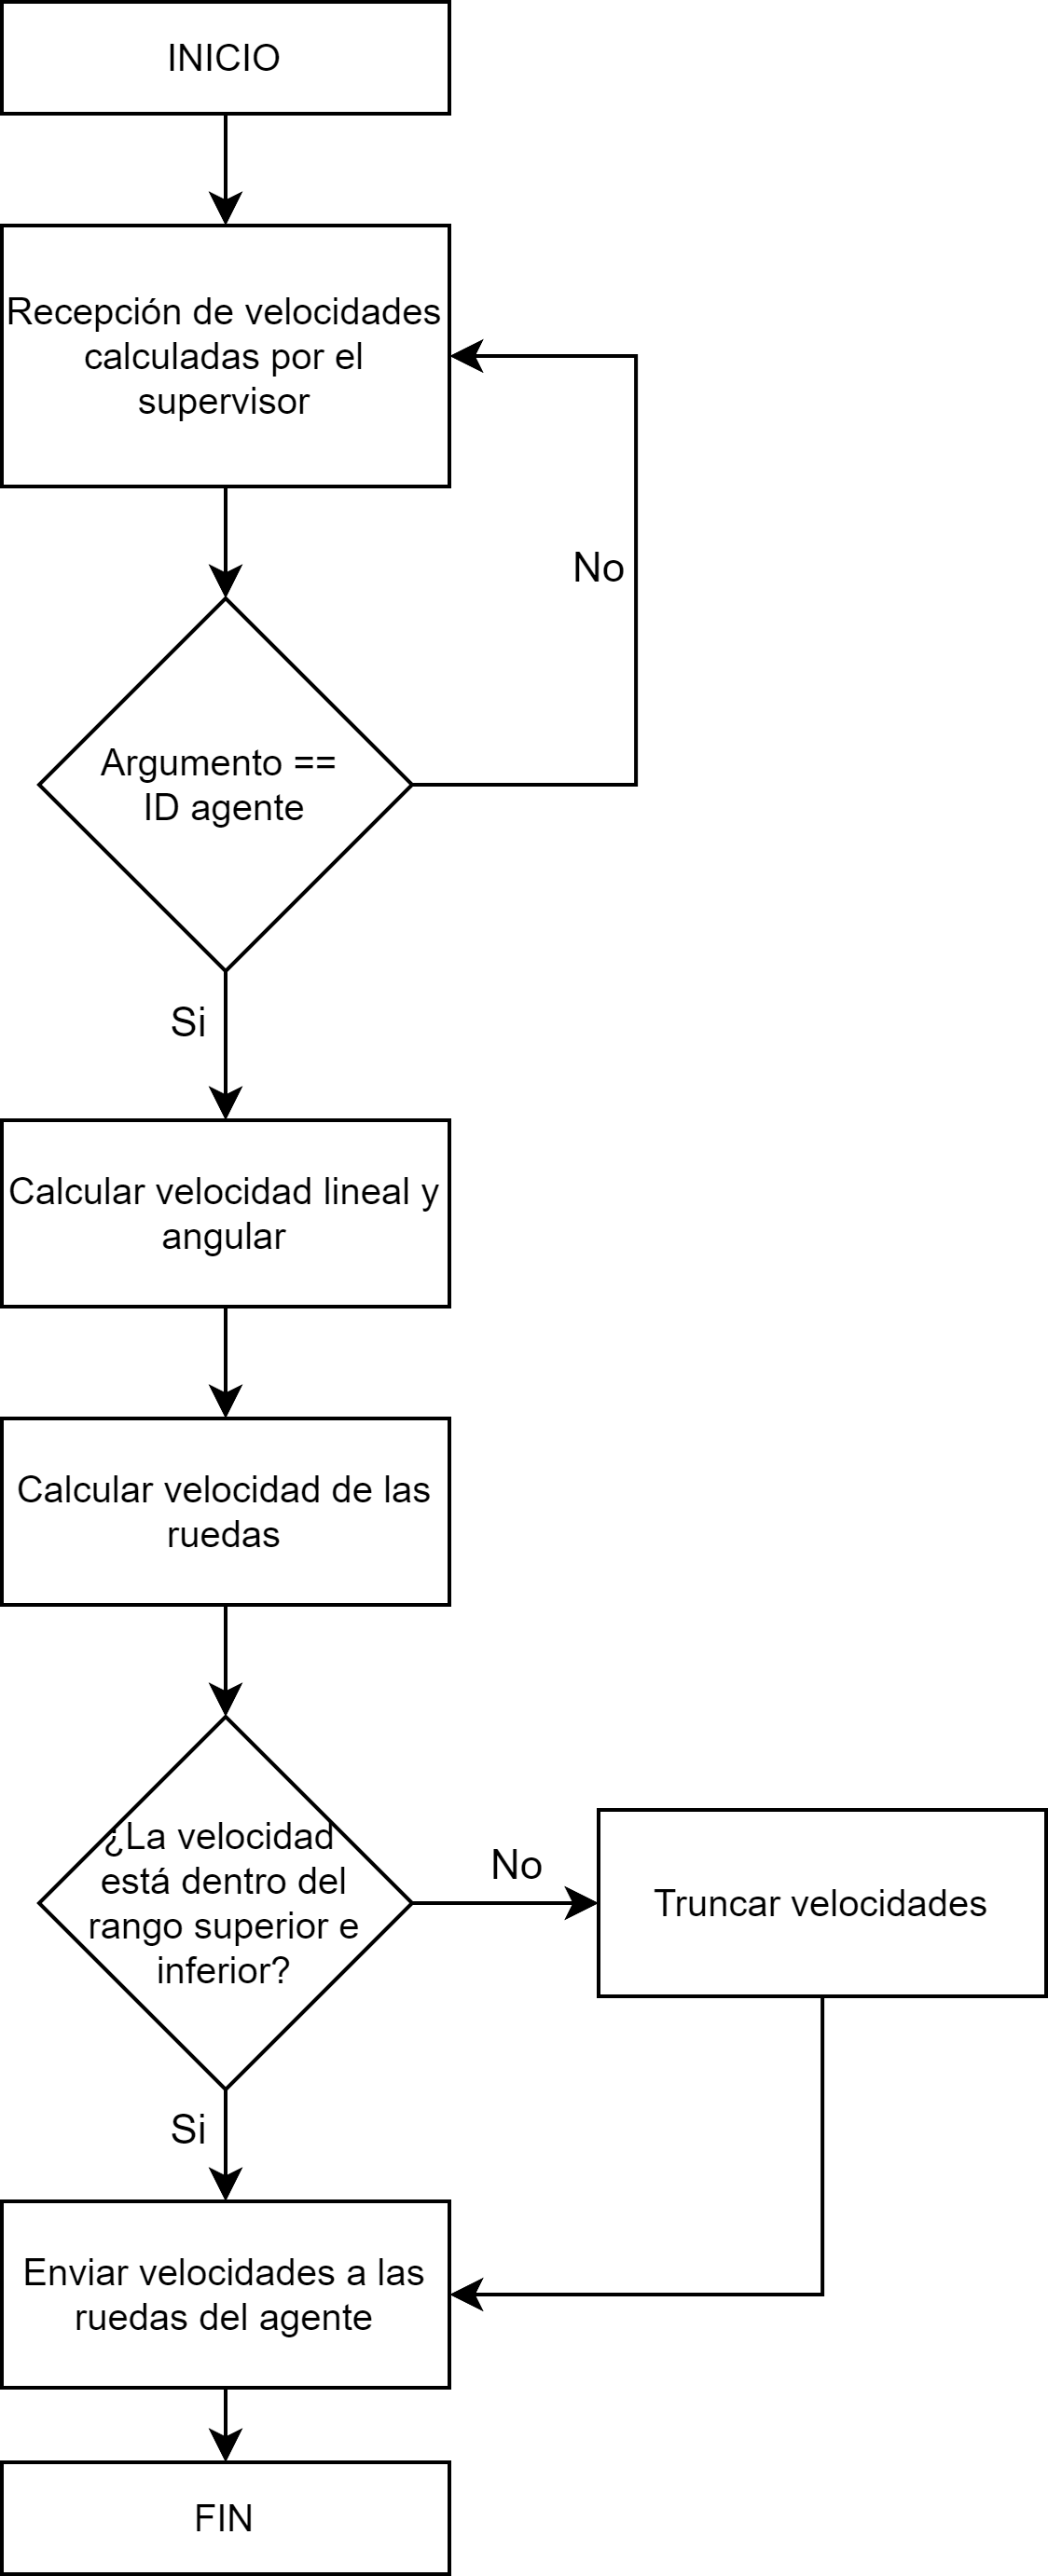 INICIO
Recepción de velocidades
calculadas por el
supervisor
No
Argumento ==
ID agente
Si
Calcular velocidad lineal y
angular
Calcular velocidad de las
ruedas
¿La velocidad
está dentro del
rango superior e
inferior?
No
Truncar velocidades
Si
Enviar velocidades a las
ruedas del agente
FIN